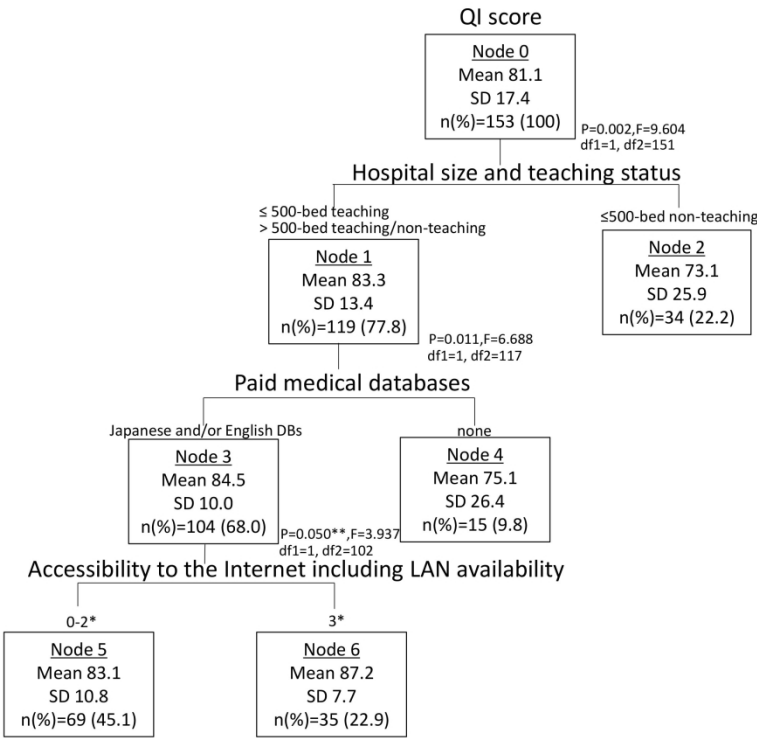 QI score
Node 0
Mean 81.1
SD 17.4
n(%)=153 (100)
P=0.002,F=9.604
df1=1, df2=151
Hospital size and teaching status
≤ 500-bed teaching
> 500-bed teaching/non-teaching
≤500-bed non-teaching
Node 1
Mean 83.3
SD 13.4
n(%)=119 (77.8)
Node 2
Mean 73.1
SD 25.9
n(%)=34 (22.2)
P=0.011,F=6.688
df1=1, df2=117
Paid medical databases
Japanese and/or English DBs
none
Node 3
Mean 84.5
SD 10.0
n(%)=104 (68.0)
Node 4
Mean 75.1
SD 26.4
n(%)=15 (9.8)
P=0.050**,F=3.937
df1=1, df2=102
Accessibility to the Internet including LAN availability
0-2*
3*
Node 5
Mean 83.1
SD 10.8
n(%)=69 (45.1)
Node 6
Mean 87.2
SD 7.7
n(%)=35 (22.9)